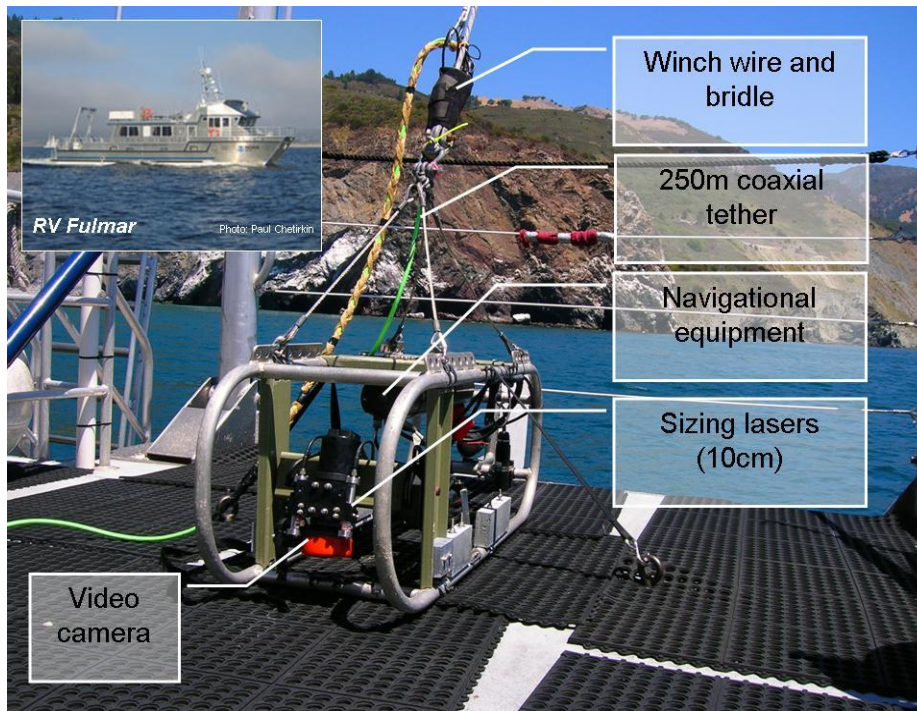 RV Fulmar
Photo: Paul Chetirkin
Winch wire and
bridle
250m coaxial
tether
Navigational
equipment
Sizing lasers
(10cm)
Video
camera